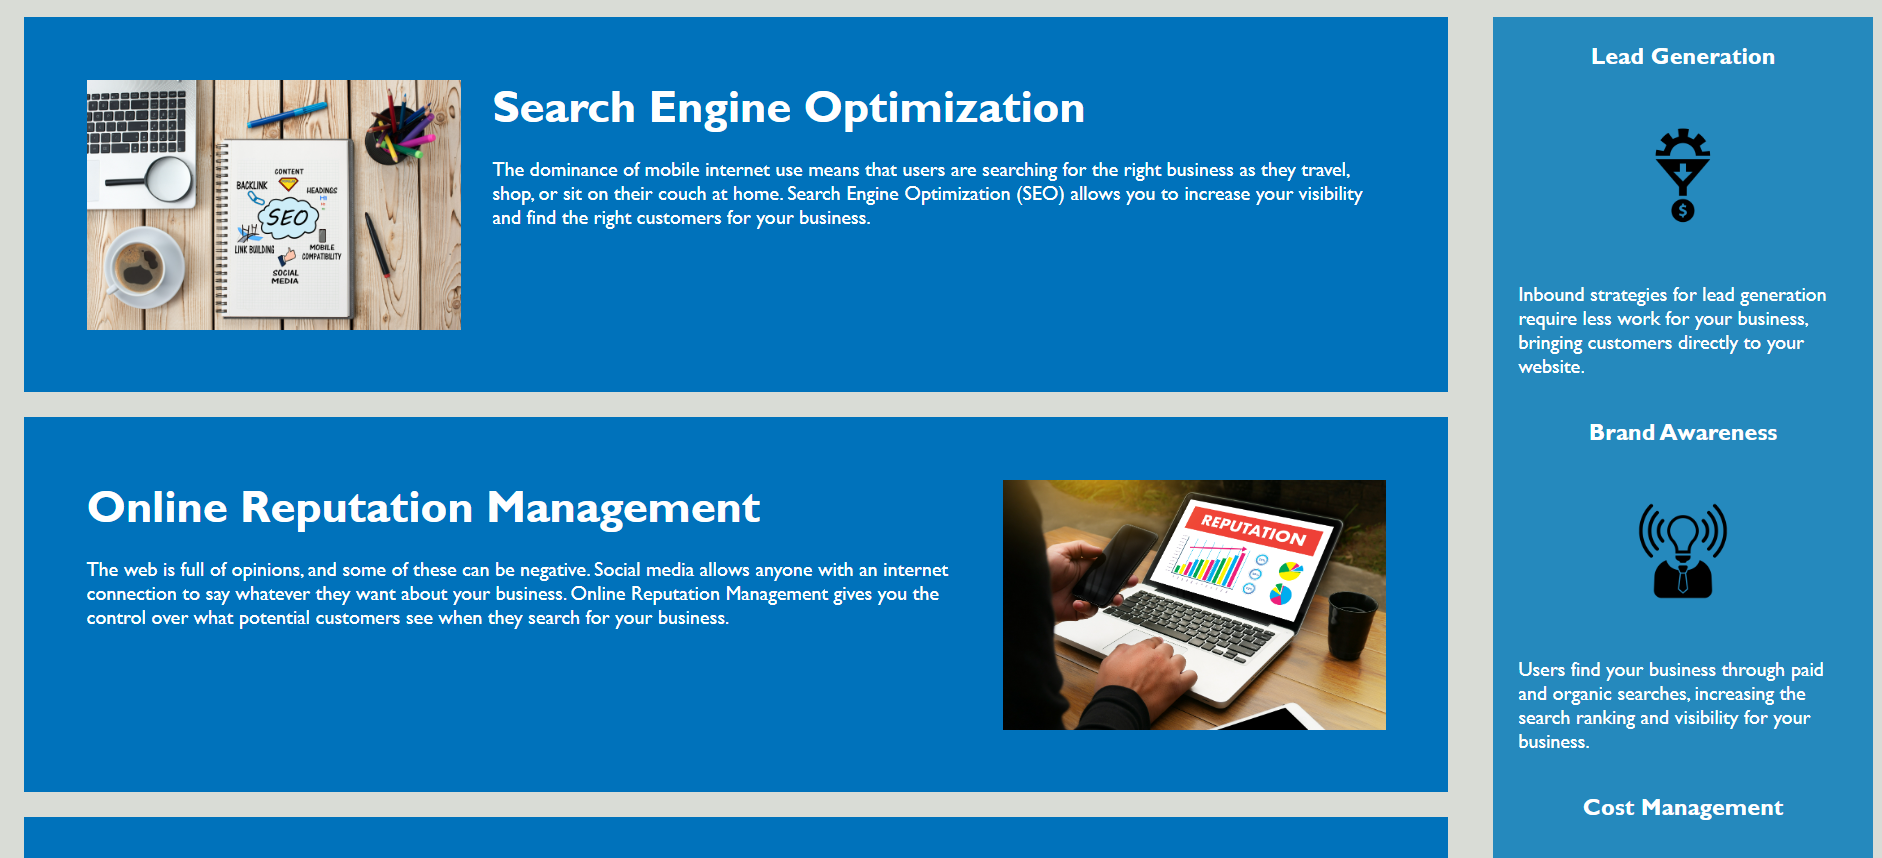 Search Engine Optimization
The dominance of mobile internet use means that users are searching for the right business as they travel,
shop, or sit on their couch at home. Search Engine Optimization (SEO) allows you to increase your visibility
and find the right customers for your business.
CONTENT
BACKLINK
HEADINGS
H1
SEO
LINK BUILDING
MOBILE
COMPATIBILITY
SOCIAL
MEDIA
Online Reputation Management
The web is full of opinions, and some of these can be negative. Social media allows anyone with an internet
connection to say whatever they want about your business. Online Reputation Management gives you the
control over what potential customers see when they search for your business.
REPUTATION
Lead Generation
$
Inbound strategies for lead generation
require less work for your business,
bringing customers directly to your
website.
Brand Awareness
Users find your business through paid
and organic searches, increasing the
search ranking and visibility for your
business.
Cost Management